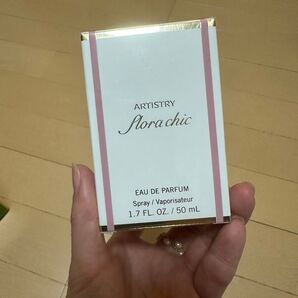 ARTISTRY
flora chic
EAU DE PARFUM
Spray / Vaporisateur
1.7 FL. OZ. / 50 mL